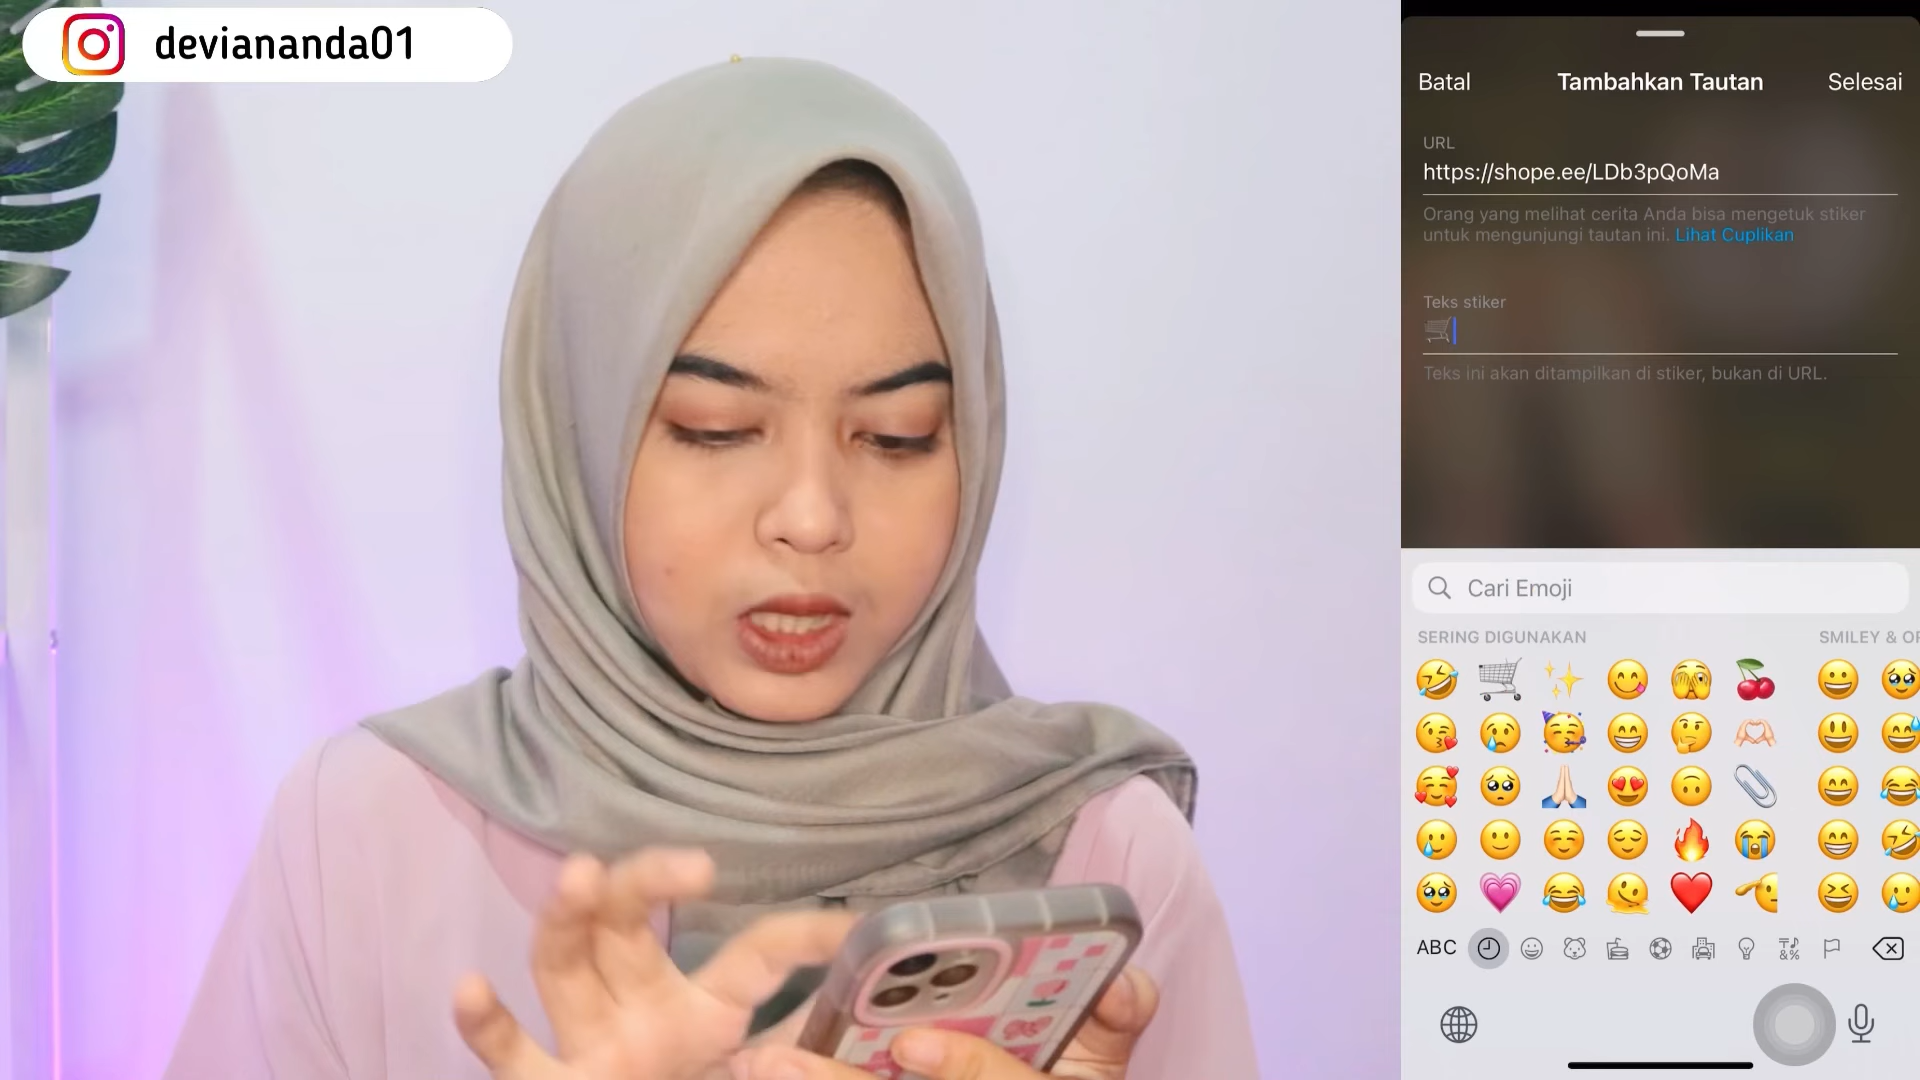 deviananda01
Batal Tambahkan Tautan Selesai
URL
https://shope.ee/LDb3pQoMa
Orang yang melihat cerita Anda bisa mengetuk stiker
untuk mengunjungi tautan ini. Lihat Cuplikan
Teks stiker
🛒
Teks ini akan ditampilkan di stiker, bukan di URL.
Cari Emoji
SERING DIGUNAKAN SMILEY &
ABC